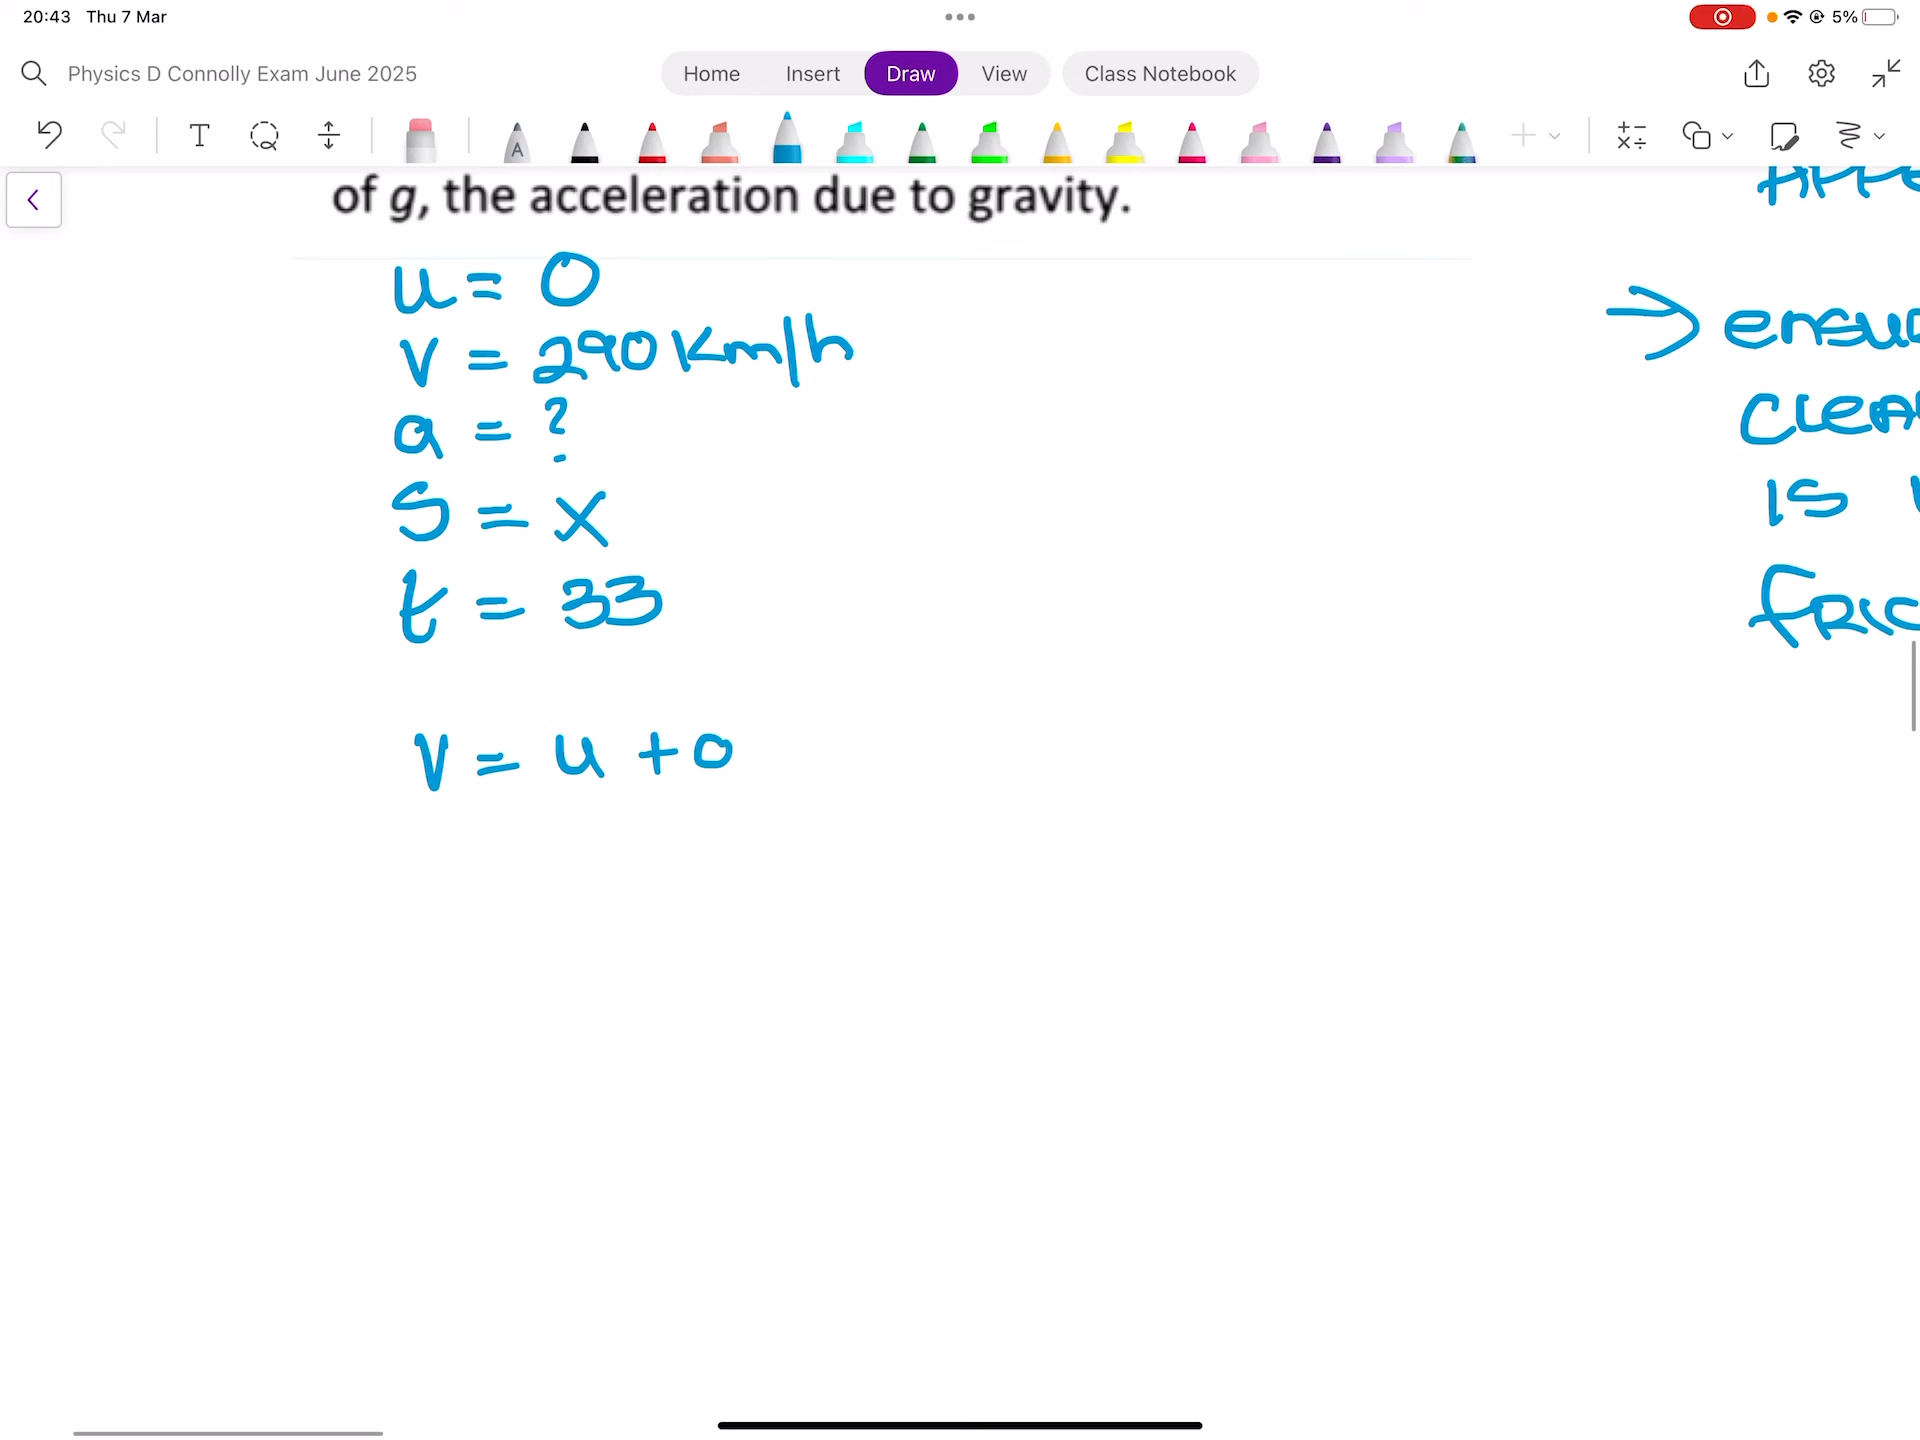 20:43 Thu 7 Mar
5%
Physics D Connolly Exam June 2025
Home Insert Draw View Class Notebook
T
A
of g, the acceleration due to gravity.
u = 0
v = 290 Km/h
a = ?
S = x
t = 33
v = u + o
→
is